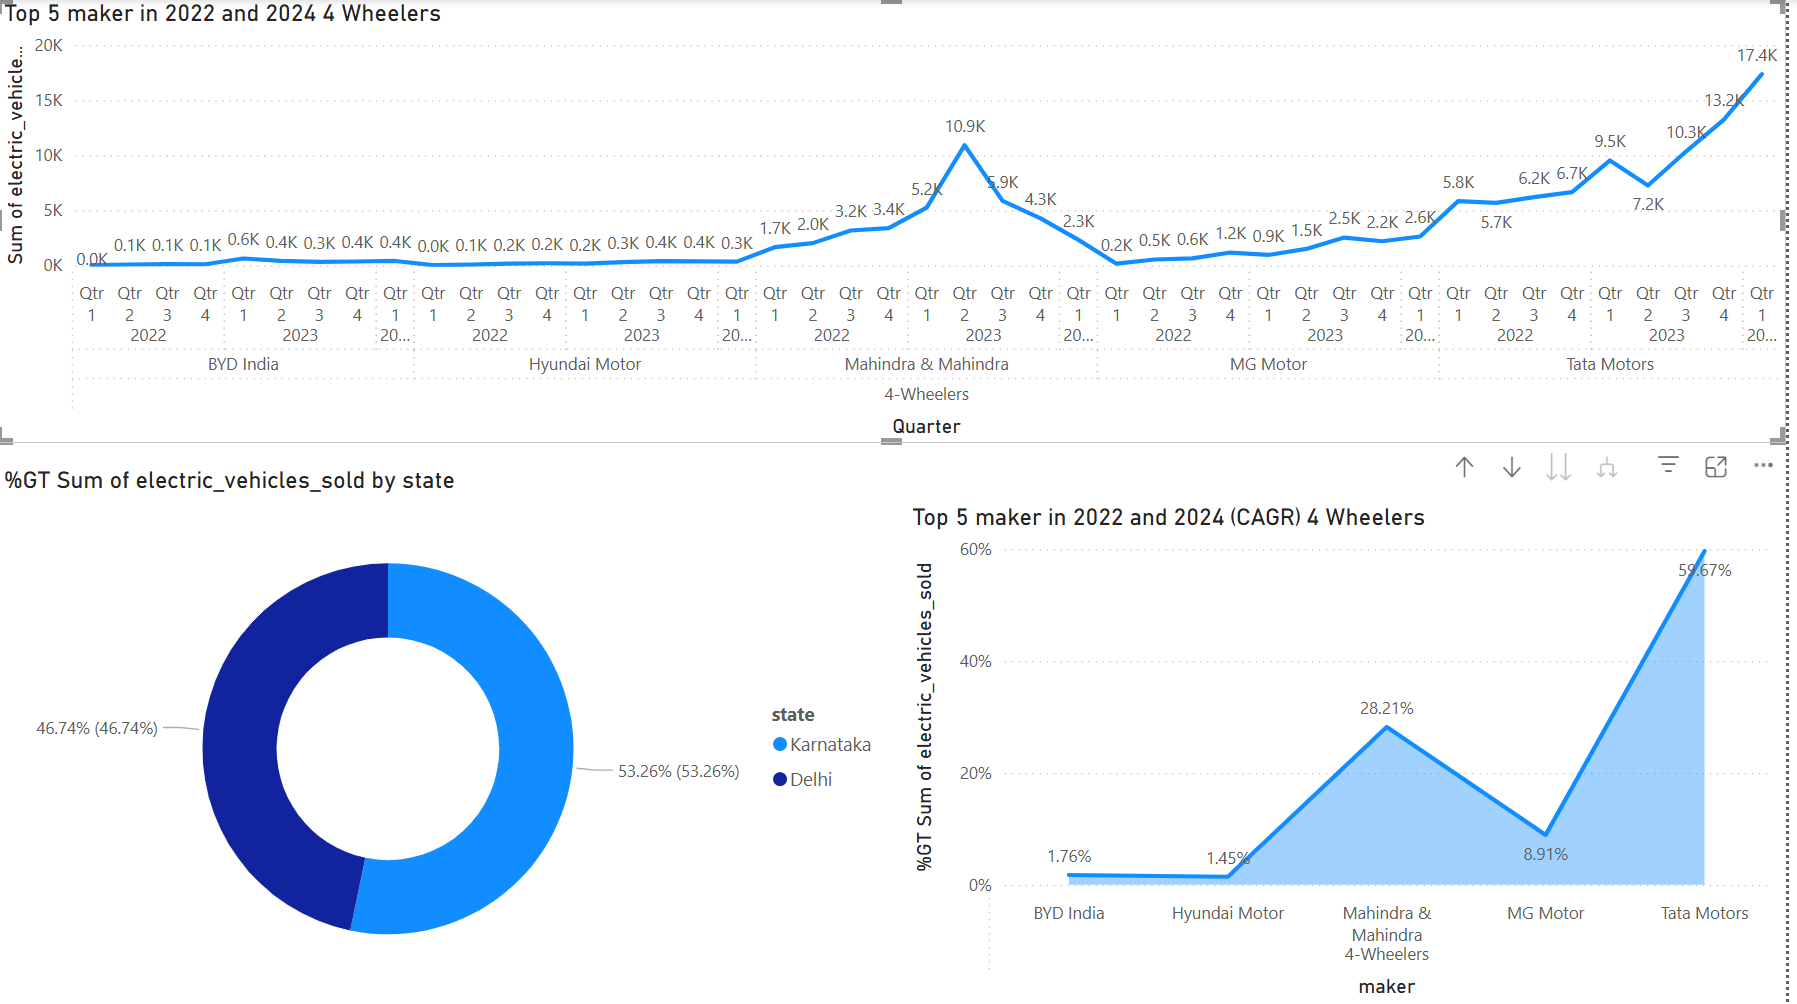 Top 5 maker in 2022 and 2024 4 Wheelers
Sum of electric_vehicle...
20K
15K
10K
5K
0K
0.0K 0.1K 0.1K 0.1K 0.6K 0.4K 0.3K 0.4K 0.4K 0.0K 0.1K 0.2K 0.2K 0.2K 0.3K 0.4K 0.4K 0.3K 1.7K 2.0K 3.2K 3.4K 5.2K 10.9K 5.9K 4.3K 2.3K 0.2K 0.5K 0.6K 1.2K 0.9K 1.5K 2.5K 2.2K 2.6K 5.8K 5.7K 6.2K 6.7K 9.5K 7.2K 10.3K 13.2K 17.4K
Qtr Qtr Qtr Qtr Qtr Qtr Qtr Qtr Qtr Qtr Qtr Qtr Qtr Qtr Qtr Qtr Qtr Qtr Qtr Qtr Qtr Qtr Qtr Qtr Qtr Qtr Qtr Qtr Qtr Qtr Qtr Qtr Qtr Qtr Qtr Qtr Qtr Qtr Qtr Qtr Qtr Qtr Qtr Qtr Qtr
1 2 3 4 1 2 3 4 1 1 2 3 4 1 2 3 4 1 1 2 3 4 1 2 3 4 1 1 2 3 4 1 2 3 4 1 1 2 3 4 1 2 3 4 1
2022 2023 20... 2022 2023 20... 2022 2023 20... 2022 2023 20... 2022 2023 20...
BYD India Hyundai Motor Mahindra & Mahindra MG Motor Tata Motors
4-Wheelers
Quarter
%GT Sum of electric_vehicles_sold by state
46.74% (46.74%)
53.26% (53.26%)
state
Karnataka
Delhi
Top 5 maker in 2022 and 2024 (CAGR) 4 Wheelers
%GT Sum of electric_vehicles_sold
60%
40%
20%
0%
1.76% 1.45% 28.21% 8.91% 59.67%
BYD India Hyundai Motor Mahindra & MG Motor Tata Motors
Mahindra
4-Wheelers
maker